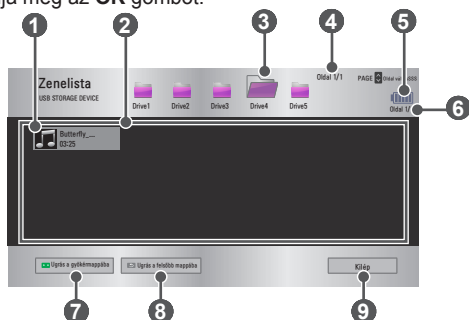 ja meg az OK gombot.
1 2 3 4 5
Zenelista
USB STORAGE DEVICE
Drive1 Drive2 Drive3 Drive4 Drive5
Oldal 1/1
PAGE
Oldal 1/1
6
Butterfly_...
03:25
Ugrás a gyökérmappába
Ugrás a felsőbb mappába
Kilép
7 8 9